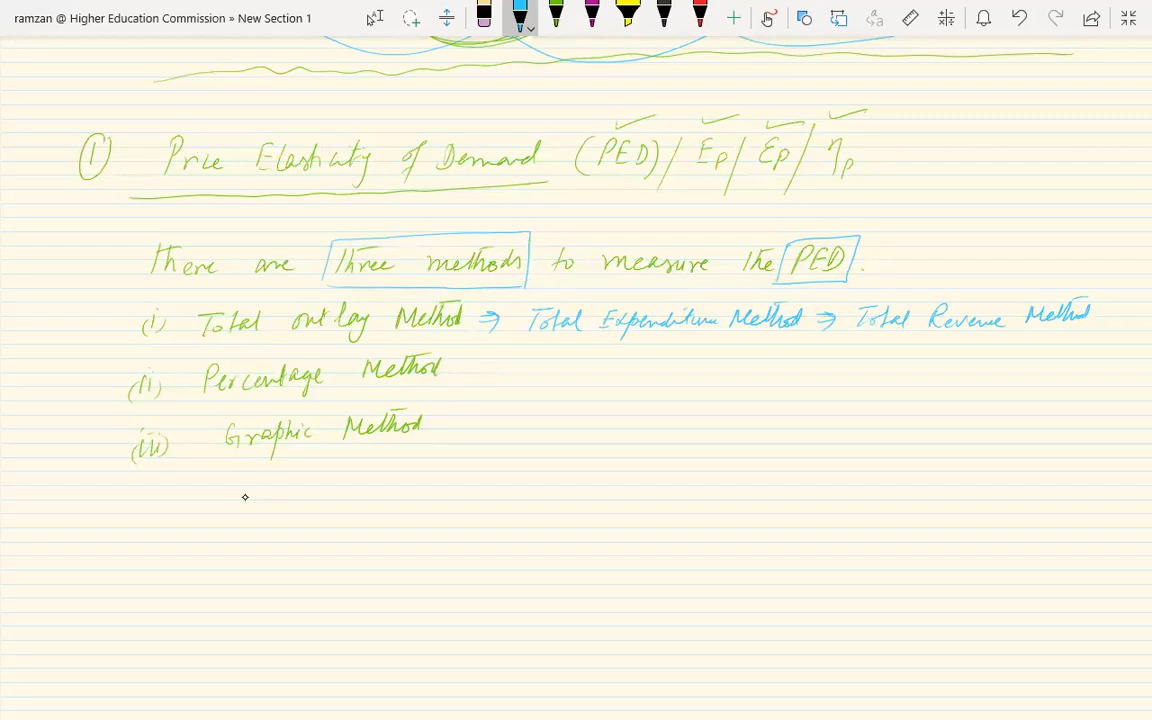 ramzan @ Higher Education Commission » New Section 1
① Price Elasticity of Demand (PED) / Ep / Ɛp / ηp
There are three methods to measure the PED.
(i) Total outlay Method → Total Expenditure Method → Total Revenue Method
(ii) Percentage Method
(iii) Graphic Method